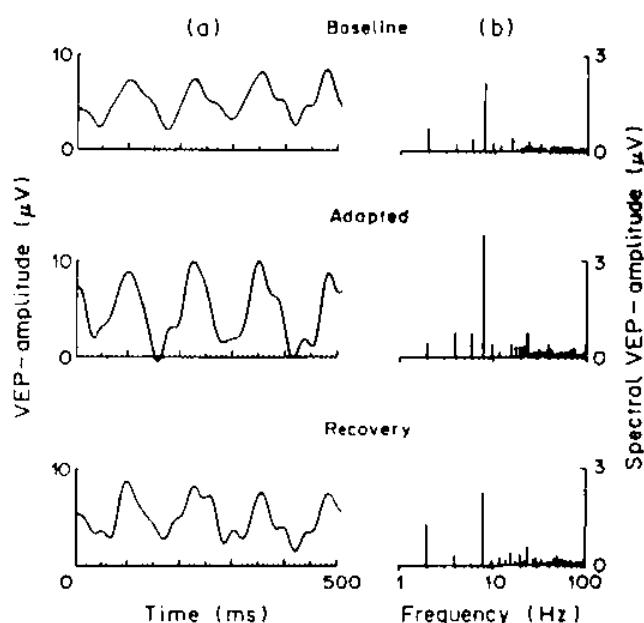 (a) Baseline (b)
10
0
3
0
Adapted
10
0
3
0
VEP-amplitude (μV)
Spectral VEP-amplitude (μV)
Recovery
10
3
0
0 500
1 10 100
Time (ms) Frequency (Hz)